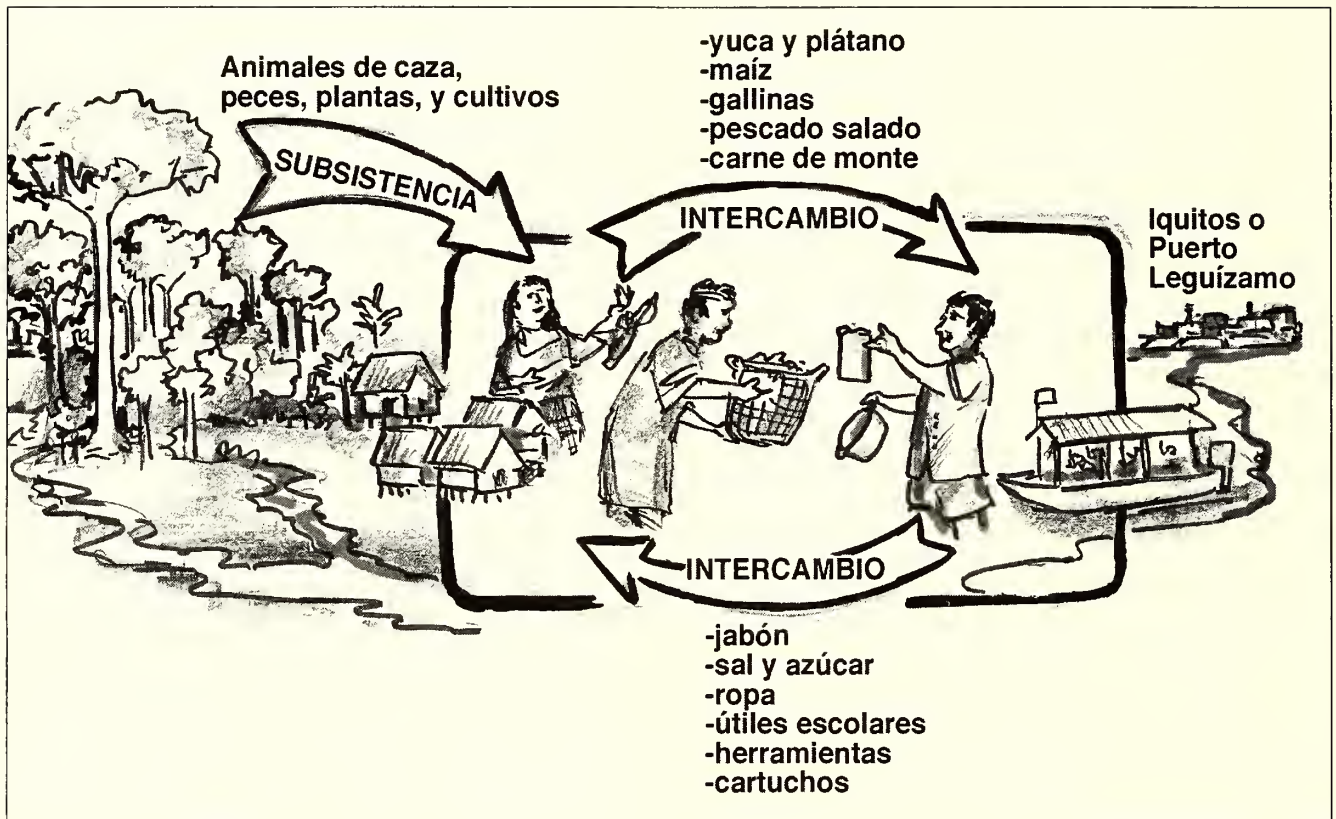 Animales de caza,
peces, plantas, y cultivos
SUBSISTENCIA
-yuca y plátano
-maíz
-gallinas
-pescado salado
-carne de monte
INTERCAMBIO
Iquitos o
Puerto
Leguízamo
INTERCAMBIO
-jabón
-sal y azúcar
-ropa
-útiles escolares
-herramientas
-cartuchos